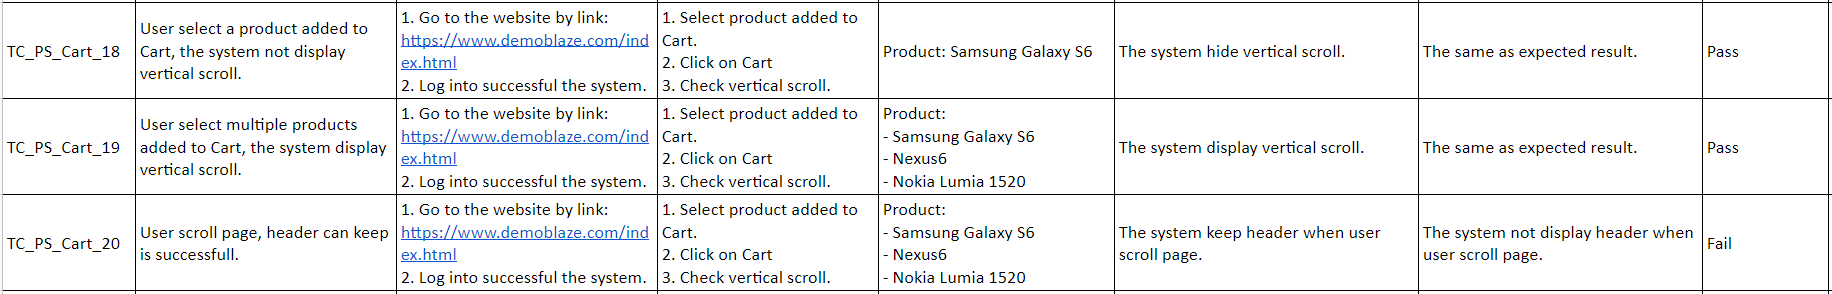 TC_PS_Cart_18
User select a product added to
Cart, the system not display
vertical scroll.
1. Go to the website by link:
https://www.demoblaze.com/ind
ex.html
2. Log into successful the system.
1. Select product added to
Cart.
2. Click on Cart
3. Check vertical scroll.
Product: Samsung Galaxy S6
The system hide vertical scroll.
The same as expected result.
Pass
TC_PS_Cart_19
User select multiple products
added to Cart, the system display
vertical scroll.
1. Go to the website by link:
https://www.demoblaze.com/ind
ex.html
2. Log into successful the system.
1. Select product added to
Cart.
2. Click on Cart
3. Check vertical scroll.
Product:
- Samsung Galaxy S6
- Nexus6
- Nokia Lumia 1520
The system display vertical scroll.
The same as expected result.
Pass
TC_PS_Cart_20
User scroll page, header can keep
is successfull.
1. Go to the website by link:
https://www.demoblaze.com/ind
ex.html
2. Log into successful the system.
1. Select product added to
Cart.
2. Click on Cart
3. Check vertical scroll.
Product:
- Samsung Galaxy S6
- Nexus6
- Nokia Lumia 1520
The system keep header when user
scroll page.
The system not display header when
user scroll page.
Fail